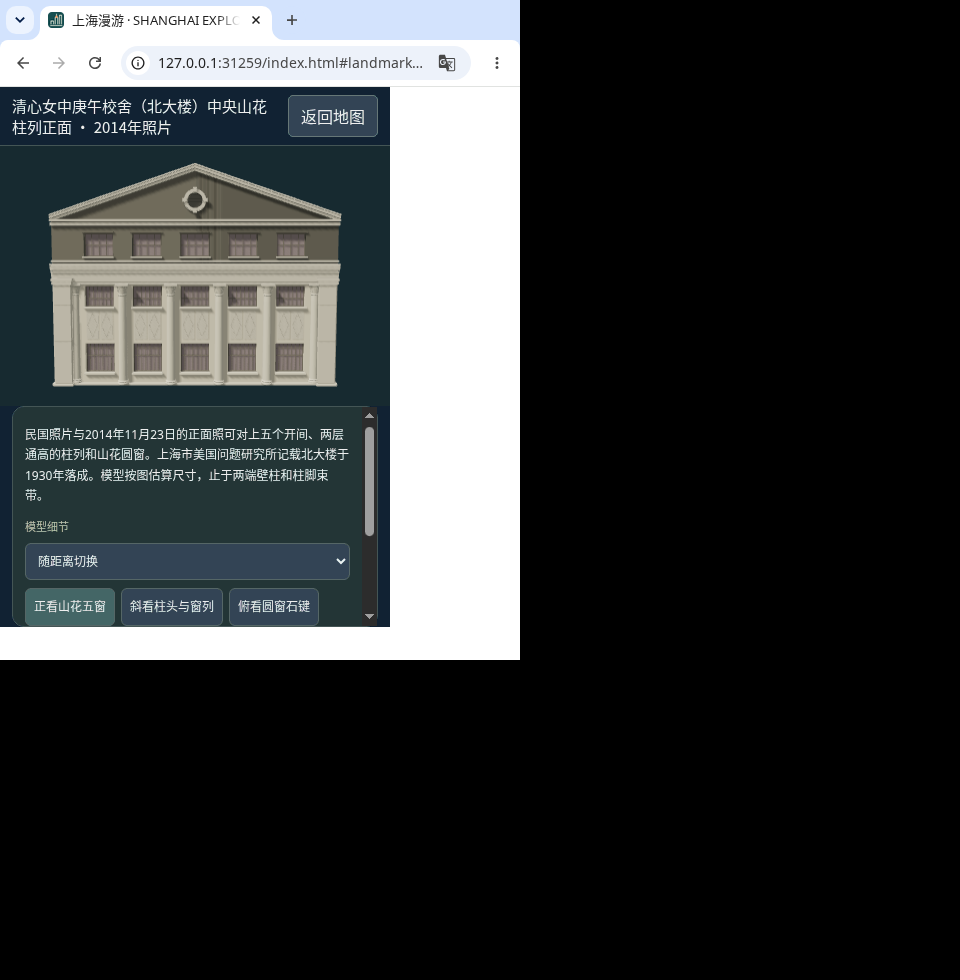 上海漫游 · SHANGHAI EXPLO
127.0.0.1:31259/index.html#landmark...
清心女中庚午校舍（北大楼）中央山花
柱列正面 · 2014年照片
返回地图
民国照片与2014年11月23日的正面照可对上五个开间、两层
通高的柱列和山花圆窗。上海市美国问题研究所记载北大楼于
1930年落成。模型按图估算尺寸，止于两端壁柱和柱脚束
带。
模型细节
随距离切换
正看山花五窗
斜看柱头与窗列
俯看圆窗石键